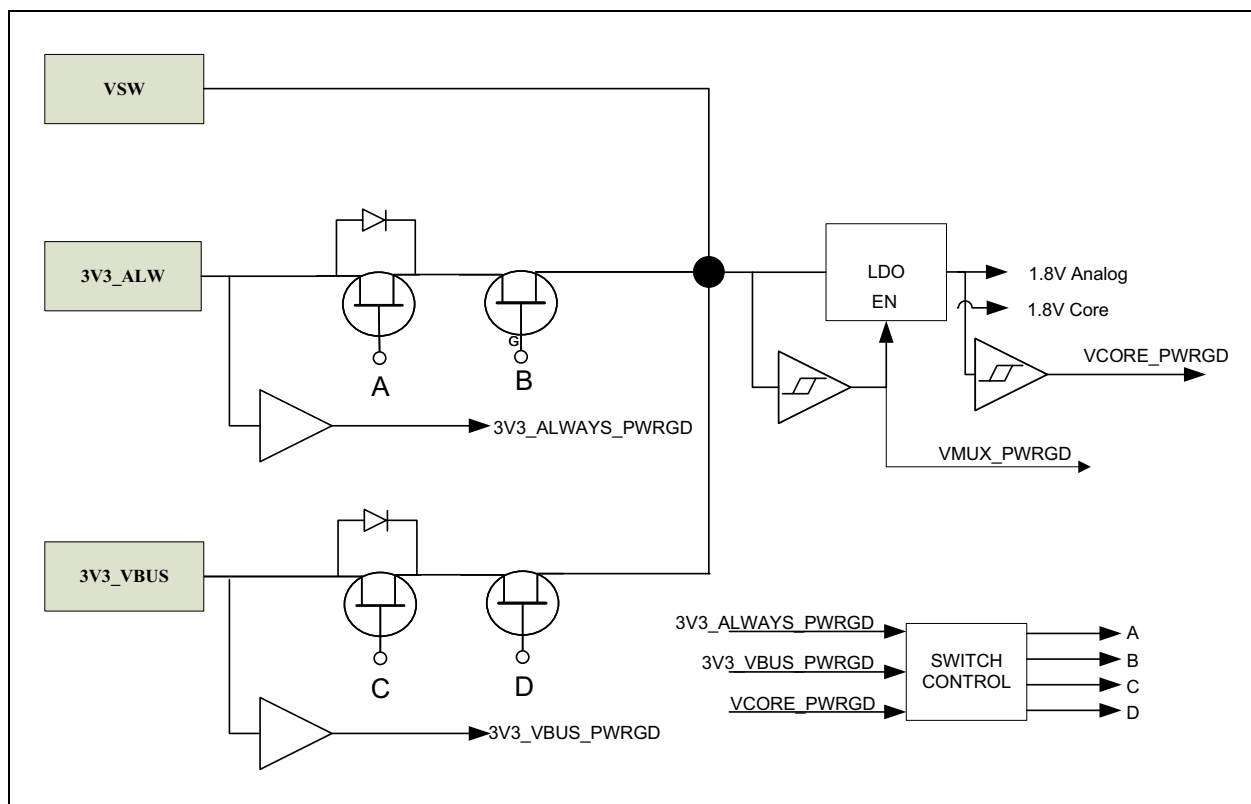 VSW
3V3_ALW
A
G
B
3V3_ALWAYS_PWRGD
LDO
EN
1.8V Analog
1.8V Core
VCORE_PWRGD
VMUX_PWRGD
3V3_VBUS
C
D
3V3_VBUS_PWRGD
3V3_ALWAYS_PWRGD
3V3_VBUS_PWRGD
VCORE_PWRGD
SWITCH
CONTROL
A
B
C
D